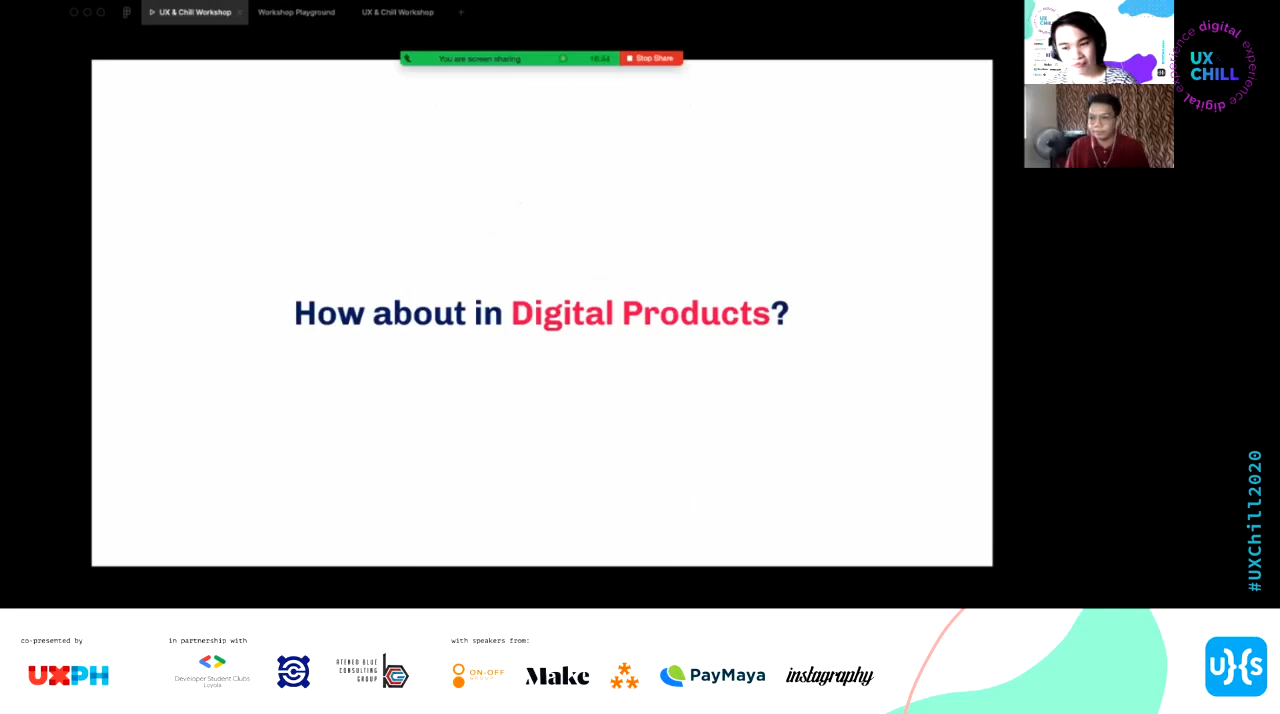 UX & Chill Workshop
Workshop Playground
UX & Chill Workshop
You are screen sharing
Stop Share
How about in Digital Products?
digital experience digital experience
UX
CHILL
#UXChill2020
co-presented by
UXPH
in partnership with
Developer Student Clubs
Loyola
ATENEO BLUE
CONSULTING
GROUP
with speakers from:
ON-OFF
GROUP
Make
PayMaya
instagraphy